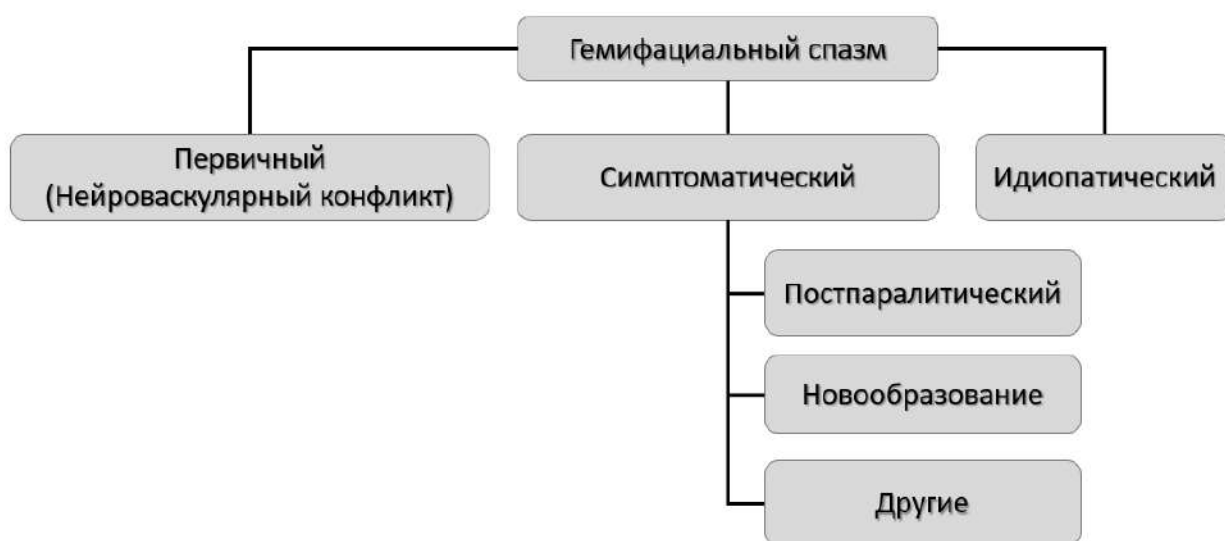 Гемифациальный спазм
Первичный
(Нейроваскулярный конфликт)
Симптоматический
Идиопатический
Постпаралитический
Новообразование
Другие